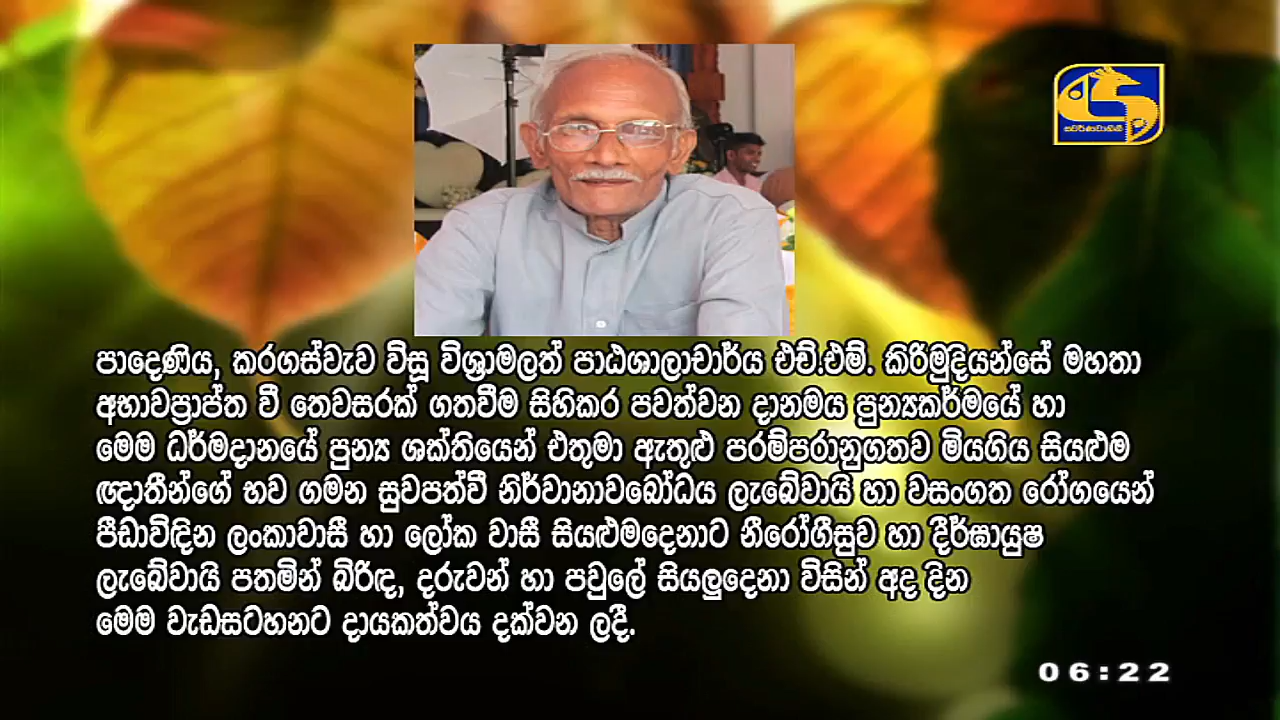 ස්වර්ණවාහිනී
පාදෙණිය, කරගස්වැව විසූ විශ්‍රාමලත් පාඨශාලාචාර්ය එච්.එම්. කිරිමුදියන්සේ මහතා
අභාවප්‍රාප්ත වී තෙවසරක් ගතවීම සිහිකර පවත්වන දානමය පුන්‍යකර්මයේ හා
මෙම ධර්මදානයේ පුන්‍ය ශක්තියෙන් එතුමා ඇතුළු පරම්පරානුගතව මියගිය සියළුම
ඥාතීන්ගේ භව ගමන සුවපත්වී නිර්වානාවබෝධය ලැබේවායි හා වසංගත රෝගයෙන්
පීඩාවිඳින ලංකාවාසී හා ලෝක වාසී සියළුමදෙනාට නීරෝගීසුව හා දීර්ඝායුෂ
ලැබේවායි පතමින් බිරිඳ, දරුවන් හා පවුලේ සියලුදෙනා විසින් අද දින
මෙම වැඩසටහනට දායකත්වය දක්වන ලදී.
06:22